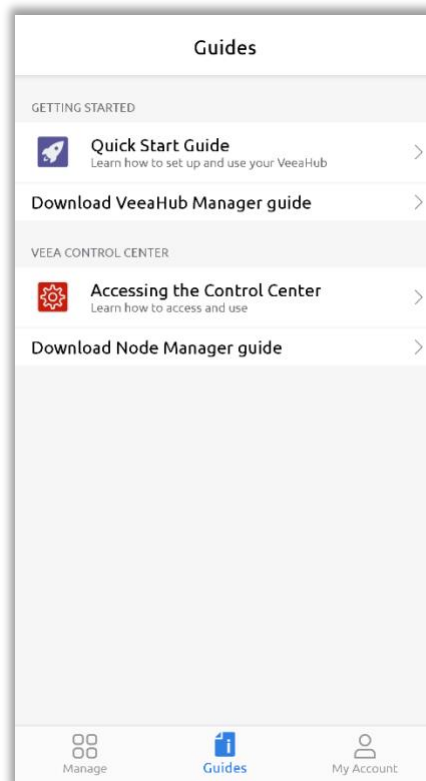 Guides
GETTING STARTED
Quick Start Guide
Learn how to set up and use your VeeaHub
Download VeeaHub Manager guide
VEEA CONTROL CENTER
Accessing the Control Center
Learn how to access and use
Download Node Manager guide
Manage
Guides
My Account